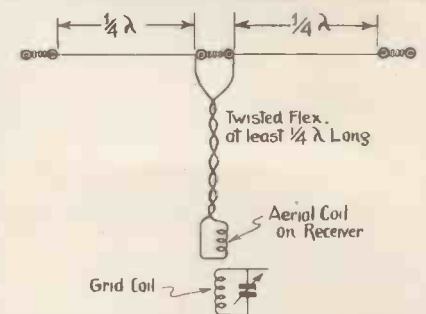 ¼ λ
¼ λ
Twisted Flex.
at least ¼ λ Long
Aerial Coil
on Receiver
Grid Coil